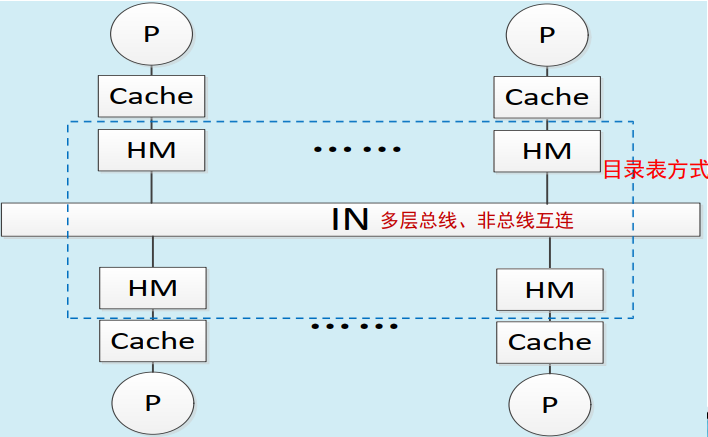 P P
Cache Cache
HM …… HM
目录表方式
IN 多层总线、非总线互连
HM HM
……
Cache Cache
P P